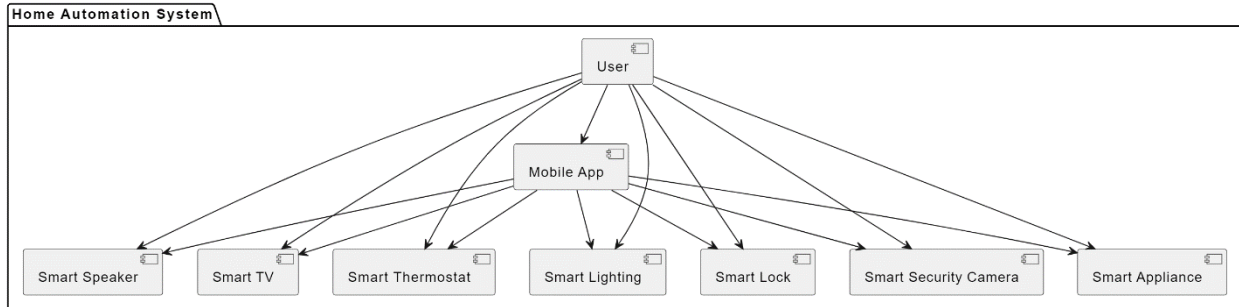 Home Automation System
User
Mobile App
Smart Speaker
Smart TV
Smart Thermostat
Smart Lighting
Smart Lock
Smart Security Camera
Smart Appliance